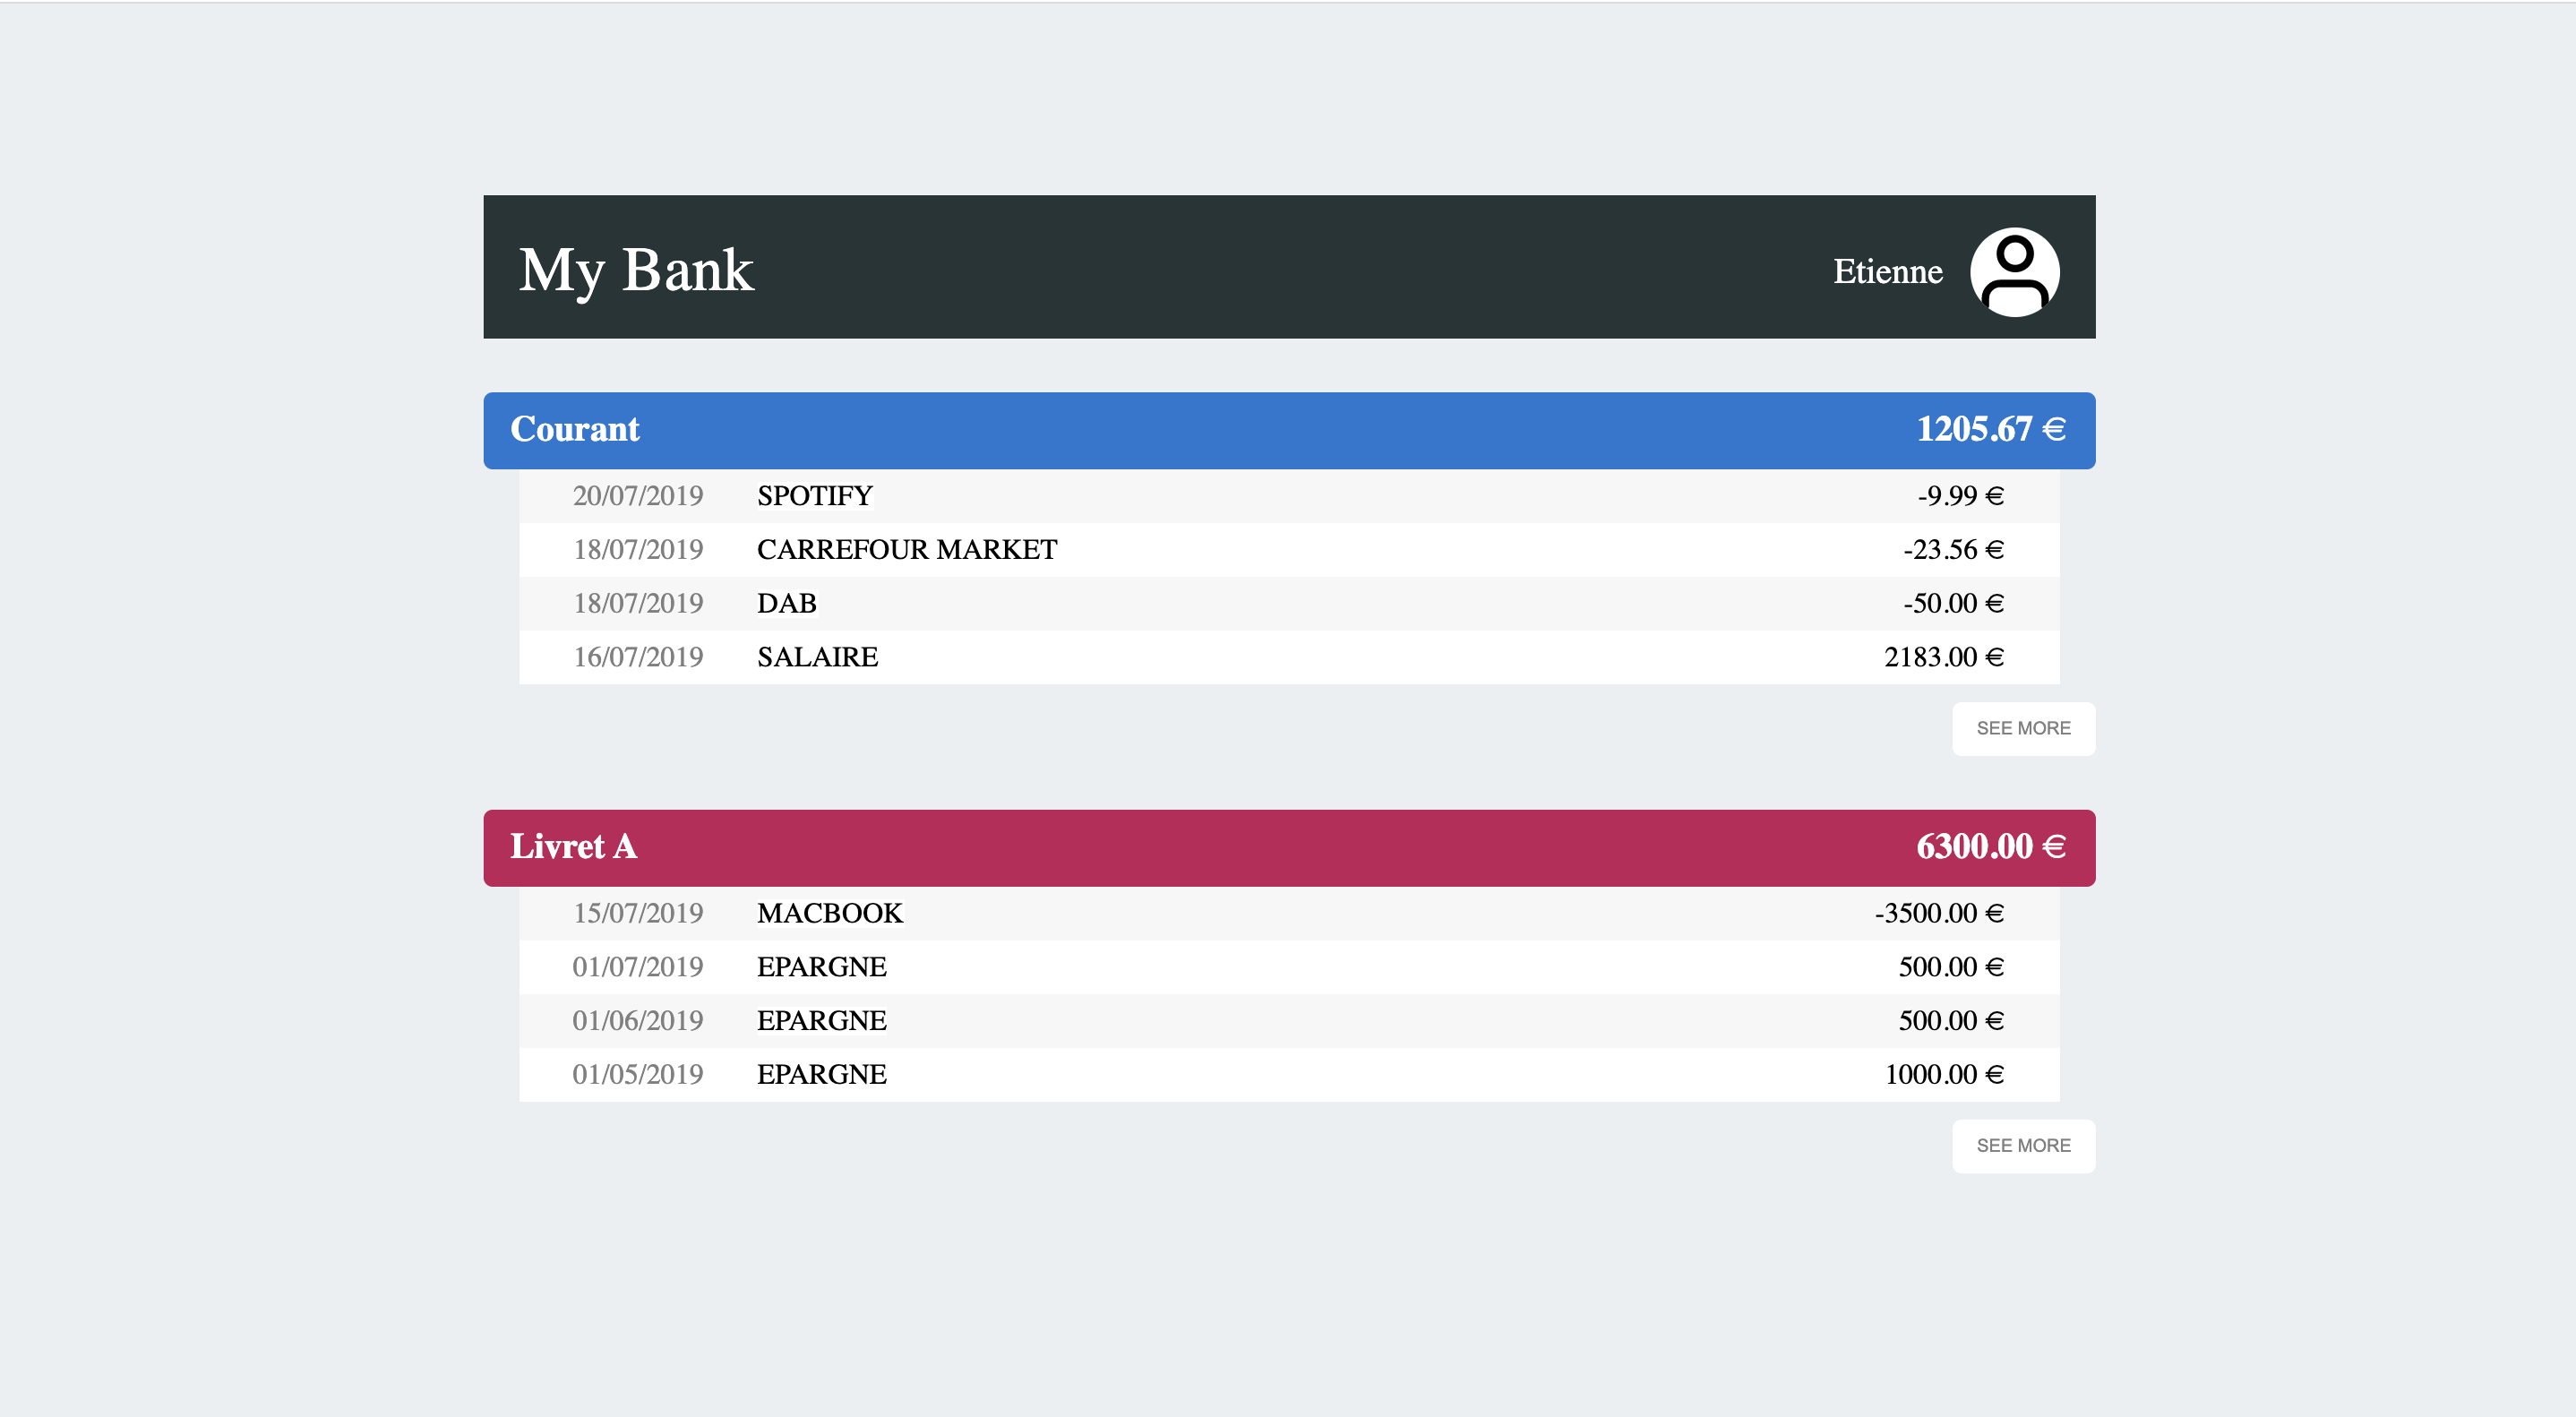 My Bank
Etienne
Courant 1205.67 €
20/07/2019 SPOTIFY -9.99 €
18/07/2019 CARREFOUR MARKET -23.56 €
18/07/2019 DAB -50.00 €
16/07/2019 SALAIRE 2183.00 €
SEE MORE
Livret A 6300.00 €
15/07/2019 MACBOOK -3500.00 €
01/07/2019 EPARGNE 500.00 €
01/06/2019 EPARGNE 500.00 €
01/05/2019 EPARGNE 1000.00 €
SEE MORE